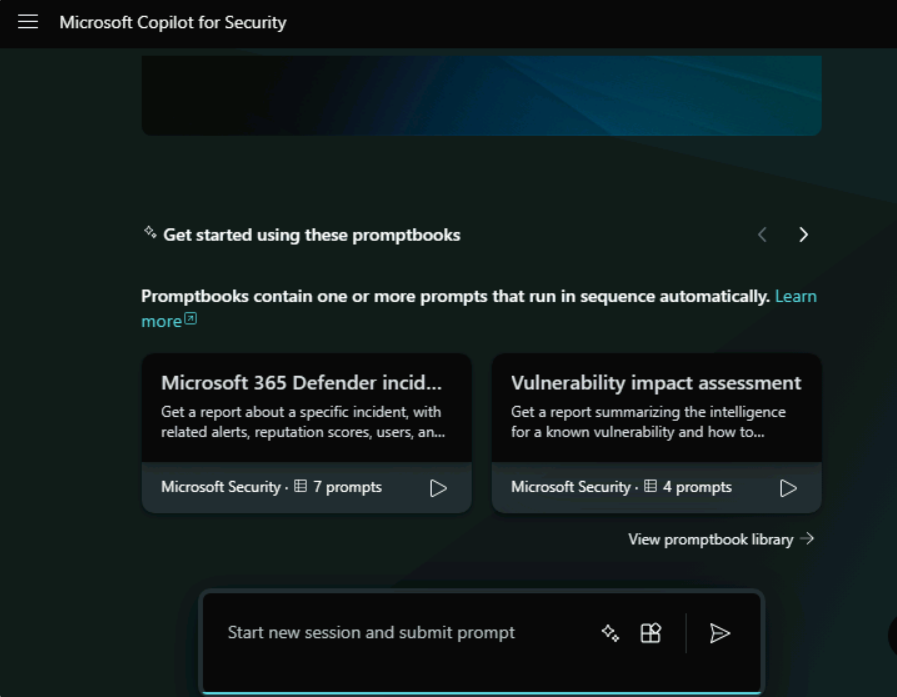 Microsoft Copilot for Security
Get started using these promptbooks
Promptbooks contain one or more prompts that run in sequence automatically. Learn
more
Microsoft 365 Defender incid...
Get a report about a specific incident, with
related alerts, reputation scores, users, an...
Microsoft Security · 7 prompts
Vulnerability impact assessment
Get a report summarizing the intelligence
for a known vulnerability and how to...
Microsoft Security · 4 prompts
View promptbook library
Start new session and submit prompt